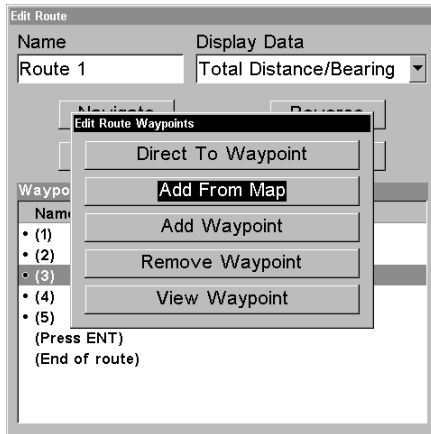 Edit Route
Name Display Data
Route 1 Total Distance/Bearing
Edit Route Waypoints
Direct To Waypoint
Add From Map
Add Waypoint
Remove Waypoint
View Waypoint
• (1)
• (2)
• (3)
• (4)
• (5)
(Press ENT)
(End of route)